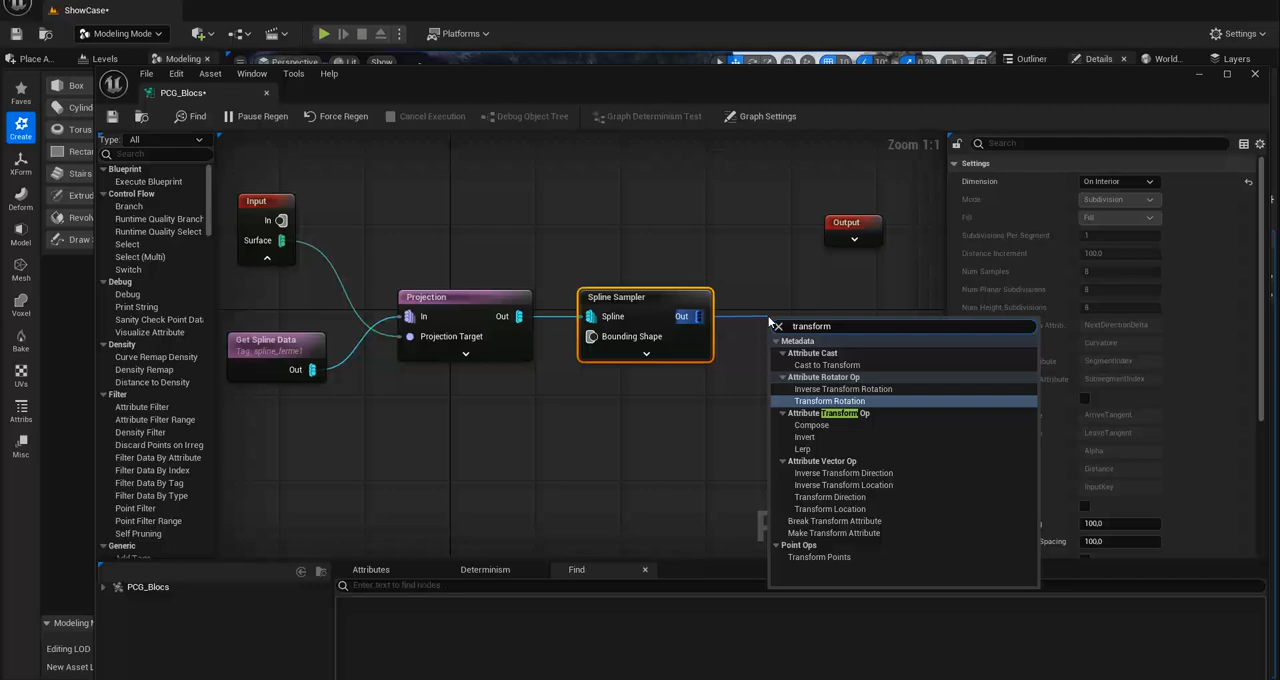 ShowCase*
Modeling Mode
Platforms
Settings
Place A...
Levels
Modeling
Perspective
Lit
Show
10
10°
0.25
Outliner
Details
World...
Layers
File
Edit
Asset
Window
Tools
Help
PCG_Blocs*
Find
Pause Regen
Force Regen
Cancel Execution
Debug Object Tree
Graph Determinism Test
Graph Settings
Faves
Create
XForm
Deform
Model
Mesh
Voxel
Bake
UVs
Attribs
Misc
Box
Cylind
Torus
Recta
Stairs
Extrud
Revol
Draw
Type: All
Search
Blueprint
Execute Blueprint
Control Flow
Branch
Runtime Quality Branch
Runtime Quality Select
Select
Select (Multi)
Switch
Debug
Debug
Print String
Sanity Check Point Dat
Visualize Attribute
Density
Curve Remap Density
Density Remap
Distance to Density
Filter
Attribute Filter
Attribute Filter Range
Density Filter
Discard Points on Irreg
Filter Data By Attribute
Filter Data By Index
Filter Data By Tag
Filter Data By Type
Point Filter
Point Filter Range
Self Pruning
Generic
Add Tags
Zoom 1:1
Input
In
Surface
Get Spline Data
Tag, spline_ferme1
Out
Projection
In
Out
Projection Target
Spline Sampler
Spline
Out
Bounding Shape
Output
transform
Metadata
Attribute Cast
Cast to Transform
Attribute Rotator Op
Inverse Transform Rotation
Transform Rotation
Attribute Transform Op
Compose
Invert
Lerp
Attribute Vector Op
Inverse Transform Direction
Inverse Transform Location
Transform Direction
Transform Location
Break Transform Attribute
Make Transform Attribute
Point Ops
Transform Points
Search
Settings
Dimension
On Interior
Mode
Subdivision
Fill
Fill
Subdivisions Per Segment
1
Distance Increment
100.0
Num Samples
8
Num Planar Subdivisions
8
Num Height Subdivisions
8
NextDirectionDelta
Curvature
SegmentIndex
SubsegmentIndex
ArriveTangent
LeaveTangent
Alpha
Distance
InputKey
100,0
Spacing
100,0
PCG_Blocs
Attributes
Determinism
Find
Enter text to find nodes...
Modeling M
Editing LOD
New Asset L